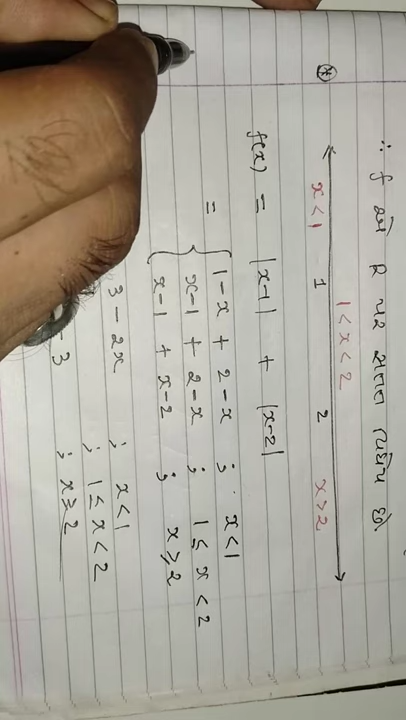 ∴ f એ R પર સતત વિધેય છે
(*) x < 1 1 1 < x < 2 2 x > 2
f(x) = |x-1| + |x-2|
= { 1-x + 2-x ; x < 1
x-1 + 2-x ; 1 ≤ x < 2
x-1 + x-2 ; x ≥ 2
3 - 2x ; x < 1
; 1 ≤ x < 2
-3 ; x ≥ 2